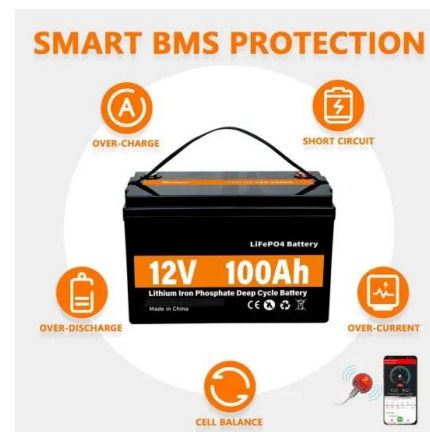 SMART BMS PROTECTION
OVER-CHARGE
SHORT CIRCUIT
LiFePO4 Battery
12V 100Ah
Lithium Iron Phosphate Deep Cycle Battery
Made in China
CE
OVER-DISCHARGE
OVER-CURRENT
CELL BALANCE